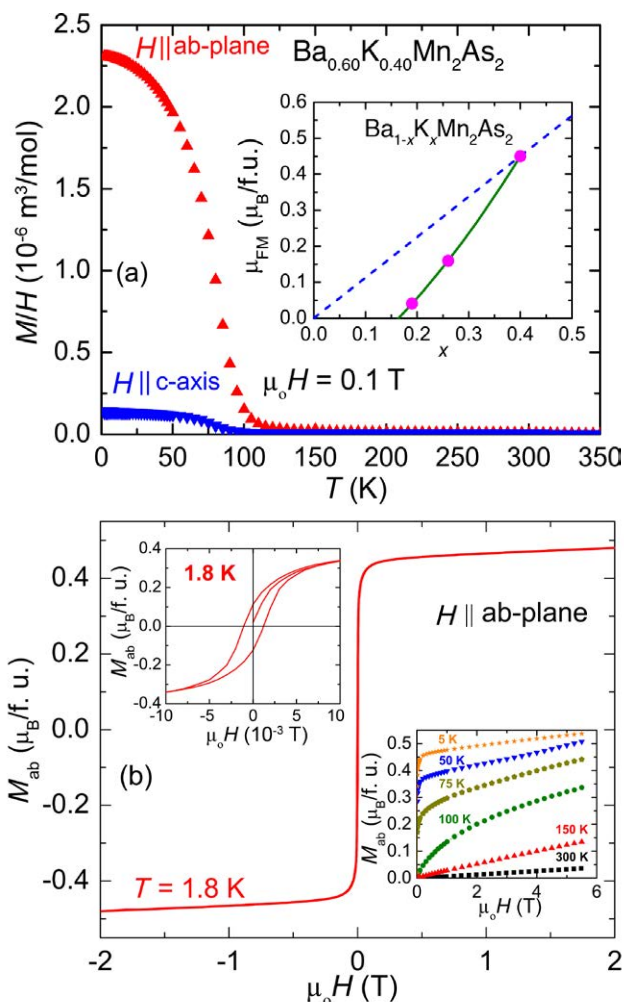 H||ab-plane
Ba0.60K0.40Mn2As2
M/H (10-6 m3/mol)
2.5
2.0
1.5
1.0
0.5
0.0
(a)
H || c-axis
μoH = 0.1 T
0 50 100 150 200 250 300 350
T (K)
Ba1-xKxMn2As2
μFM (μB/f.u.)
0.6
0.5
0.4
0.3
0.2
0.1
0.0
0.0 0.1 0.2 0.3 0.4 0.5
x
Mab (μB/f. u.)
0.4
0.2
0.0
-0.2
-0.4
(b)
T = 1.8 K
H || ab-plane
-2 -1 0 1 2
μoH (T)
1.8 K
Mab (μB/f. u.)
0.4
0.2
0.0
-0.2
-0.4
-10 -5 0 5 10
μoH (10-3 T)
Mab (μB/f. u.)
0.5
0.4
0.3
0.2
0.1
0.0
5 K
50 K
75 K
100 K
150 K
300 K
0 2 4 6
μoH (T)